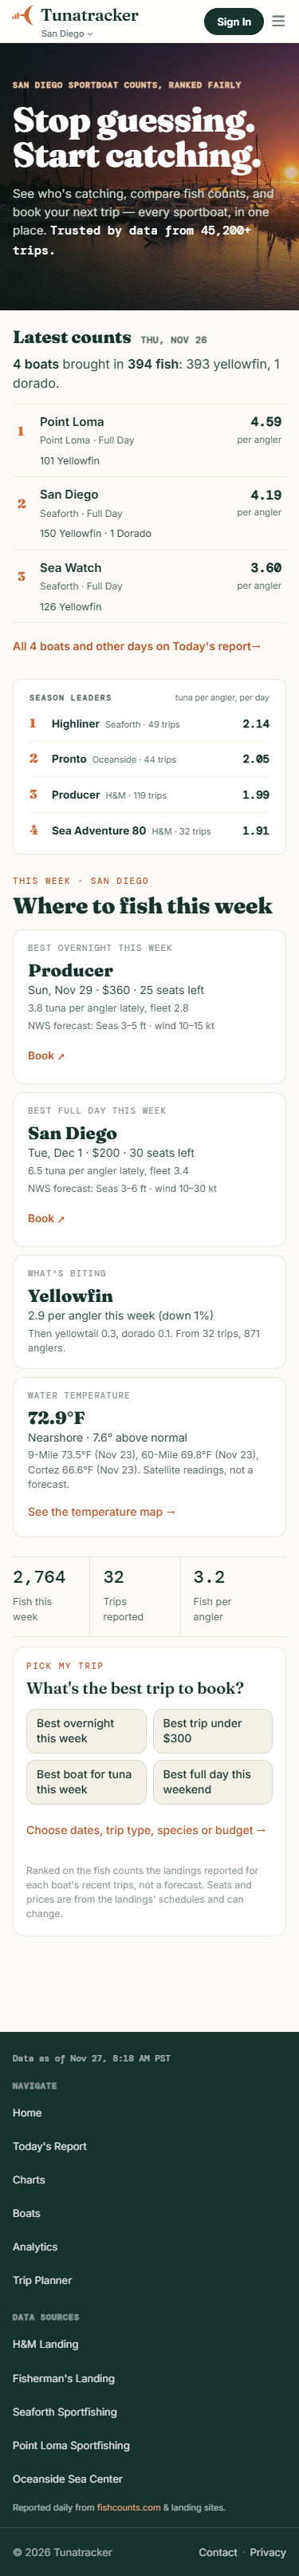 Tunatracker
San Diego
Sign In
SAN DIEGO SPORTBOAT COUNTS, RANKED FAIRLY
Stop guessing.
Start catching.
See who's catching, compare fish counts, and
book your next trip — every sportboat, in one
place. Trusted by data from 45,200+
trips.
Latest counts THU, NOV 26
4 boats brought in 394 fish: 393 yellowfin, 1
dorado.
1 Point Loma 4.59
Point Loma · Full Day per angler
101 Yellowfin
2 San Diego 4.19
Seaforth · Full Day per angler
150 Yellowfin · 1 Dorado
3 Sea Watch 3.60
Seaforth · Full Day per angler
126 Yellowfin
All 4 boats and other days on Today's report→
SEASON LEADERS tuna per angler, per day
1 Highliner Seaforth · 49 trips 2.14
2 Pronto Oceanside · 44 trips 2.05
3 Producer H&M · 119 trips 1.99
4 Sea Adventure 80 H&M · 32 trips 1.91
THIS WEEK · SAN DIEGO
Where to fish this week
BEST OVERNIGHT THIS WEEK
Producer
Sun, Nov 29 · $360 · 25 seats left
3.8 tuna per angler lately, fleet 2.8
NWS forecast: Seas 3–5 ft · wind 10–15 kt
Book ↗
BEST FULL DAY THIS WEEK
San Diego
Tue, Dec 1 · $200 · 30 seats left
6.5 tuna per angler lately, fleet 3.4
NWS forecast: Seas 3–6 ft · wind 10–30 kt
Book ↗
WHAT'S BITING
Yellowfin
2.9 per angler this week (down 1%)
Then yellowtail 0.3, dorado 0.1. From 32 trips, 871
anglers.
WATER TEMPERATURE
72.9°F
Nearshore · 7.6° above normal
9-Mile 73.5°F (Nov 23), 60-Mile 69.8°F (Nov 23),
Cortez 66.6°F (Nov 23). Satellite readings, not a
forecast.
See the temperature map →
2,764 32 3.2
Fish this Trips Fish per
week reported angler
PICK MY TRIP
What's the best trip to book?
Best overnight Best trip under
this week $300
Best boat for tuna Best full day this
this week weekend
Choose dates, trip type, species or budget →
Ranked on the fish counts the landings reported for
each boat's recent trips, not a forecast. Seats and
prices are from the landings' schedules and can
change.
Data as of Nov 27, 8:18 AM PST
NAVIGATE
Home
Today's Report
Charts
Boats
Analytics
Trip Planner
DATA SOURCES
H&M Landing
Fisherman's Landing
Seaforth Sportfishing
Point Loma Sportfishing
Oceanside Sea Center
Reported daily from fishcounts.com & landing sites.
© 2026 Tunatracker Contact · Privacy